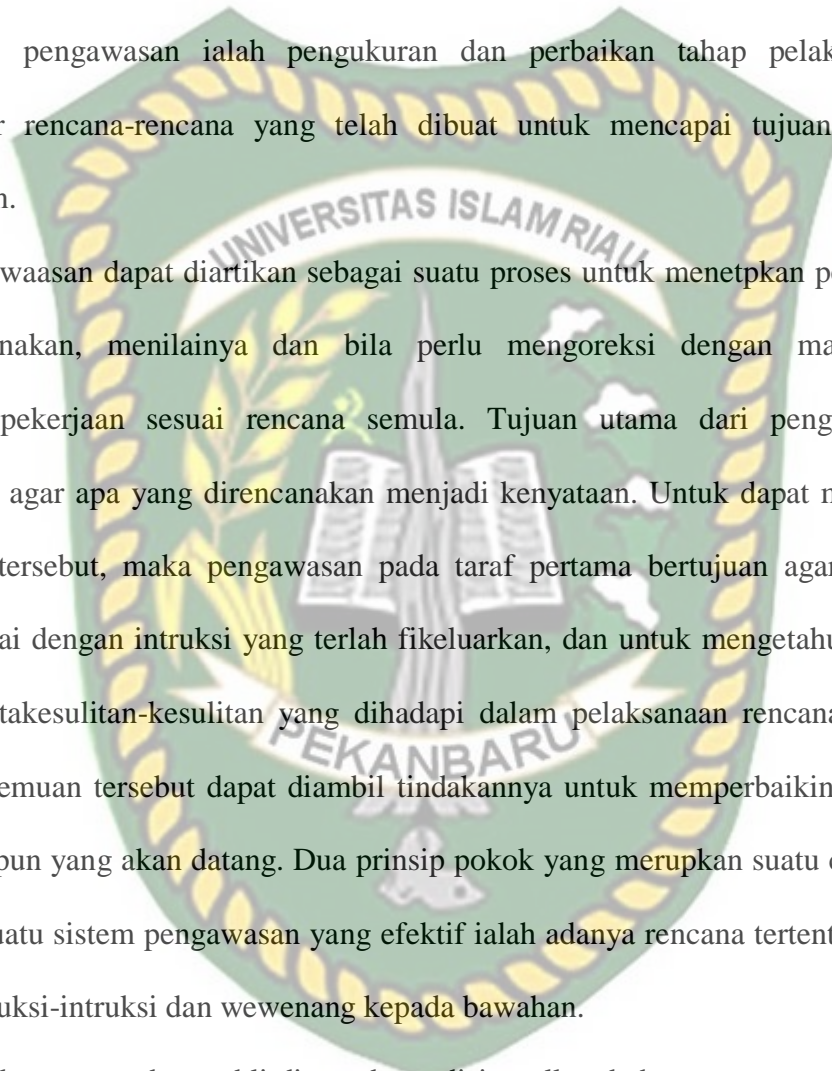 pengawasan ialah pengukuran dan perbaikan tahap pelak
r rencana-rencana yang telah dibuat untuk mencapai tujuan
n.
UNIVERSITAS ISLAM RIAU
waasan dapat diartikan sebagai suatu proses untuk menetpkan p
nakan, menilainya dan bila perlu mengoreksi dengan ma
pekerjaan sesuai rencana semula. Tujuan utama dari peng
agar apa yang direncanakan menjadi kenyataan. Untuk dapat
tersebut, maka pengawasan pada taraf pertama bertujuan agar
ai dengan intruksi yang terlah fikeluarkan, dan untuk mengetahu
takesulitan-kesulitan yang dihadapi dalam pelaksanaan rencana
PEKANBARU
emuan tersebut dapat diambil tindakannya untuk memperbaikin
pun yang akan datang. Dua prinsip pokok yang merupkan suatu
uatu sistem pengawasan yang efektif ialah adanya rencana tertent
uksi-intruksi dan wewenang kepada bawahan.